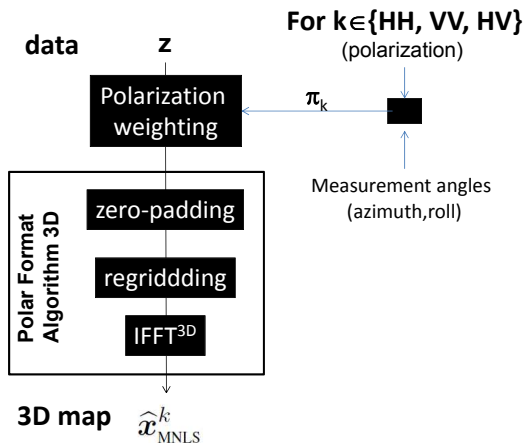 For k∈{HH, VV, HV}
(polarization)
data
z
Polarization
weighting
π_k
Measurement angles
(azimuth,roll)
Polar Format
Algorithm 3D
zero-padding
regriddding
IFFT^3D
3D map
x̂^k_MNLS